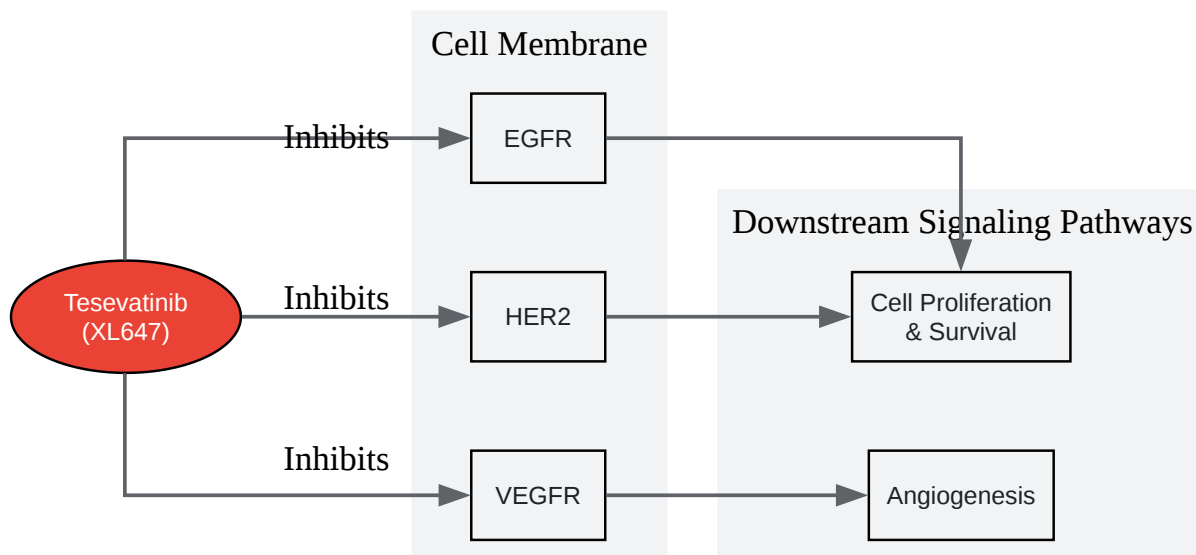 Cell Membrane
Inhibits
EGFR
Downstream Signaling Pathways
Tesevatinib
(XL647)
Inhibits
HER2
Cell Proliferation
& Survival
Inhibits
VEGFR
Angiogenesis